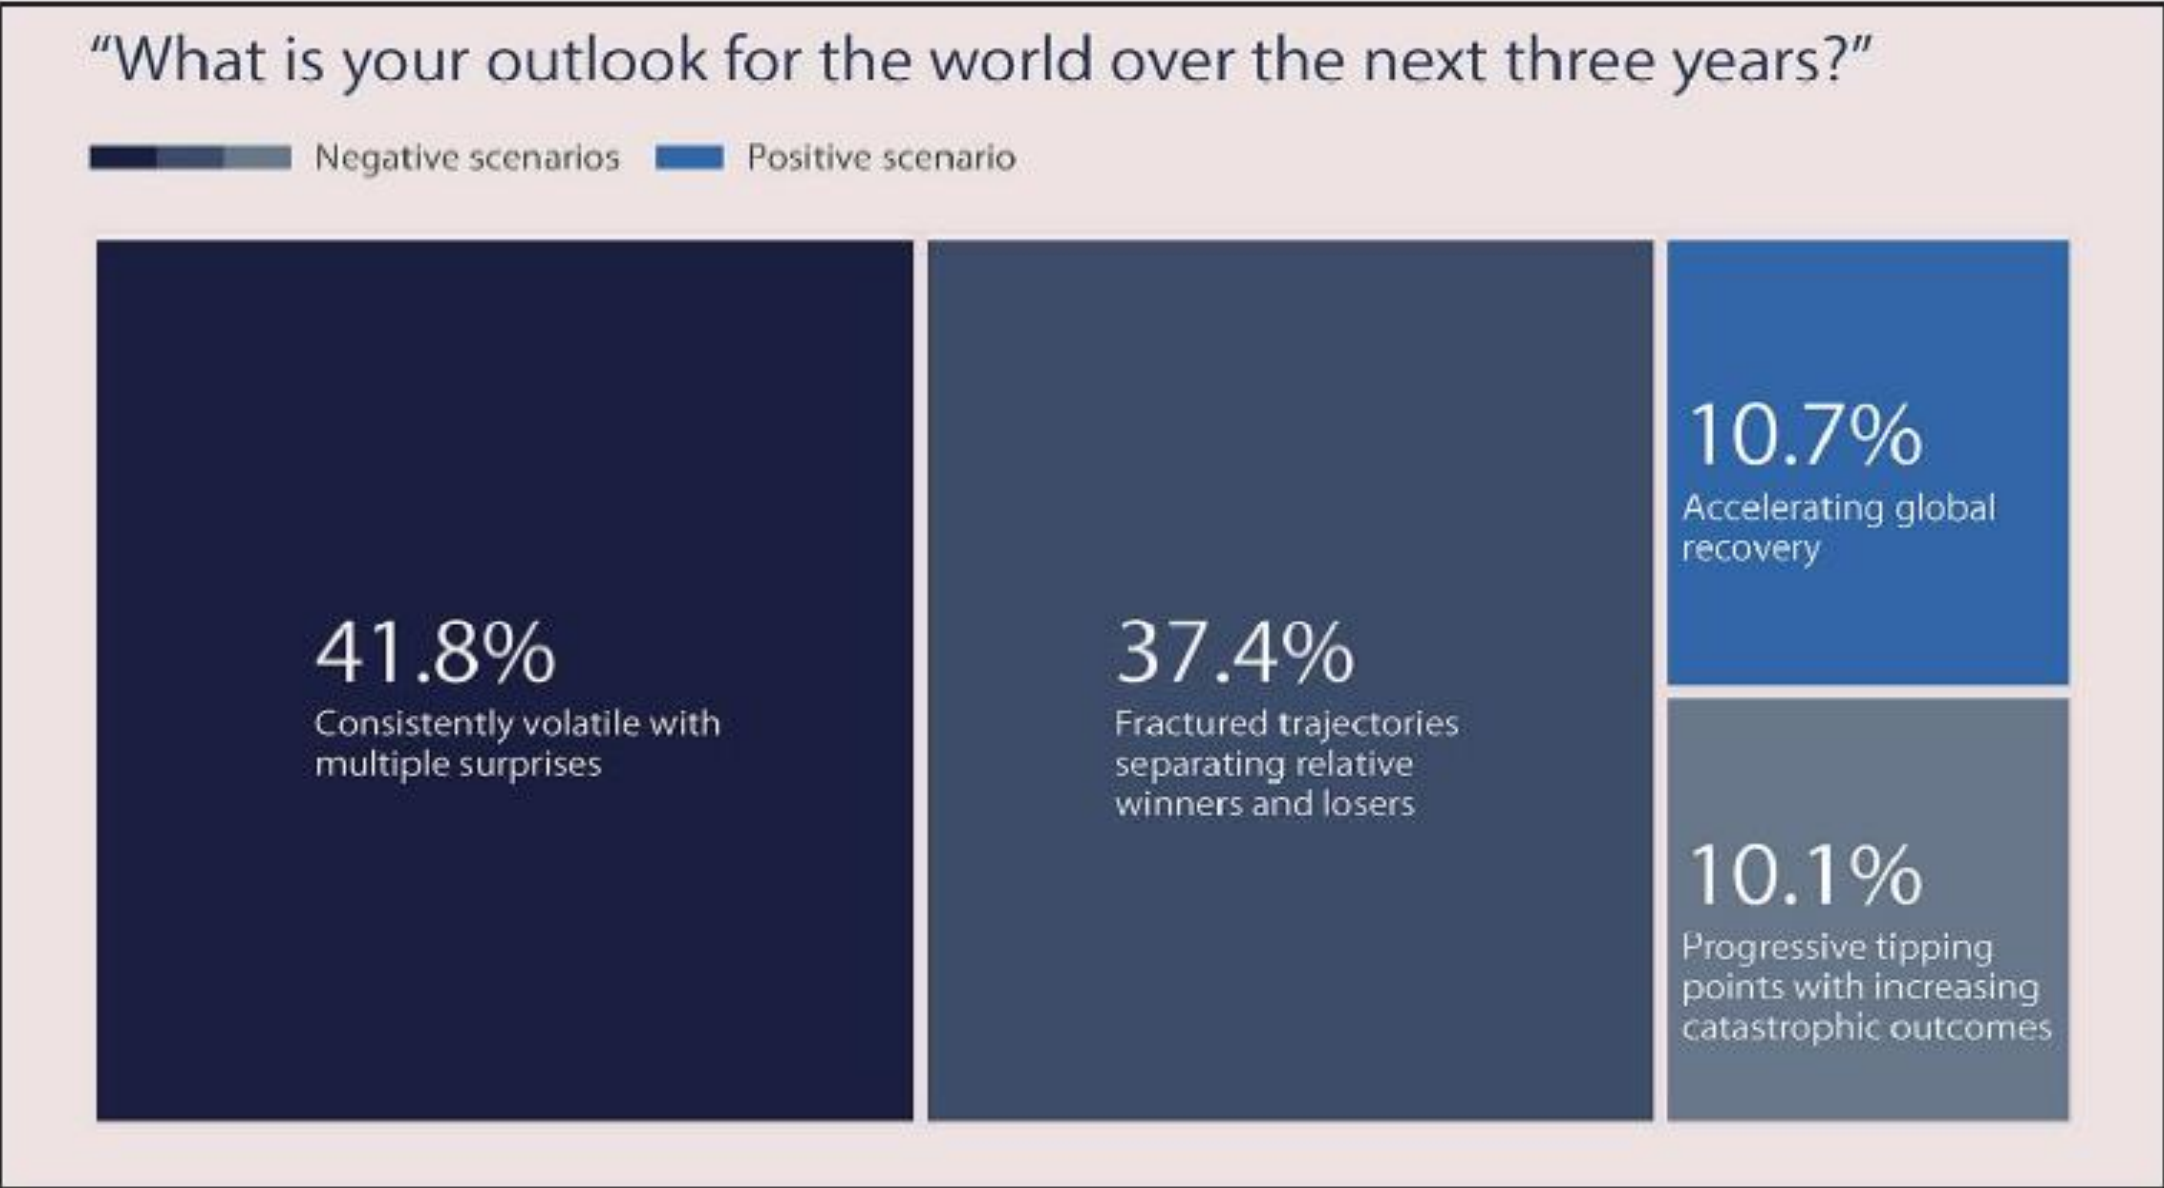 “What is your outlook for the world over the next three years?”
Negative scenarios
Positive scenario
41.8%
Consistently volatile with
multiple surprises
37.4%
Fractured trajectories
separating relative
winners and losers
10.7%
Accelerating global
recovery
10.1%
Progressive tipping
points with increasing
catastrophic outcomes